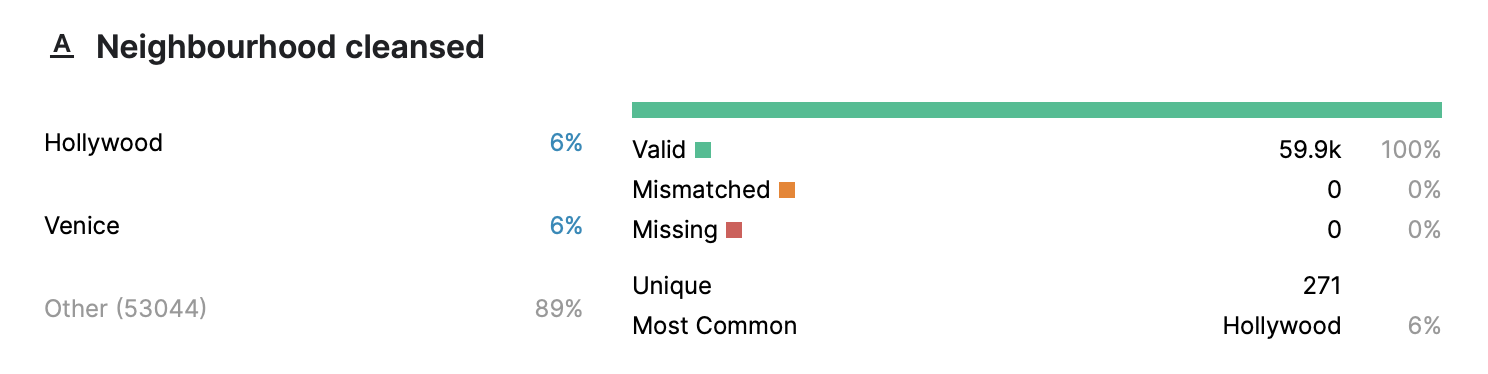 A Neighbourhood cleansed
Hollywood 6%
Venice 6%
Other (53044) 89%
Valid 59.9k 100%
Mismatched 0 0%
Missing 0 0%
Unique 271
Most Common Hollywood 6%